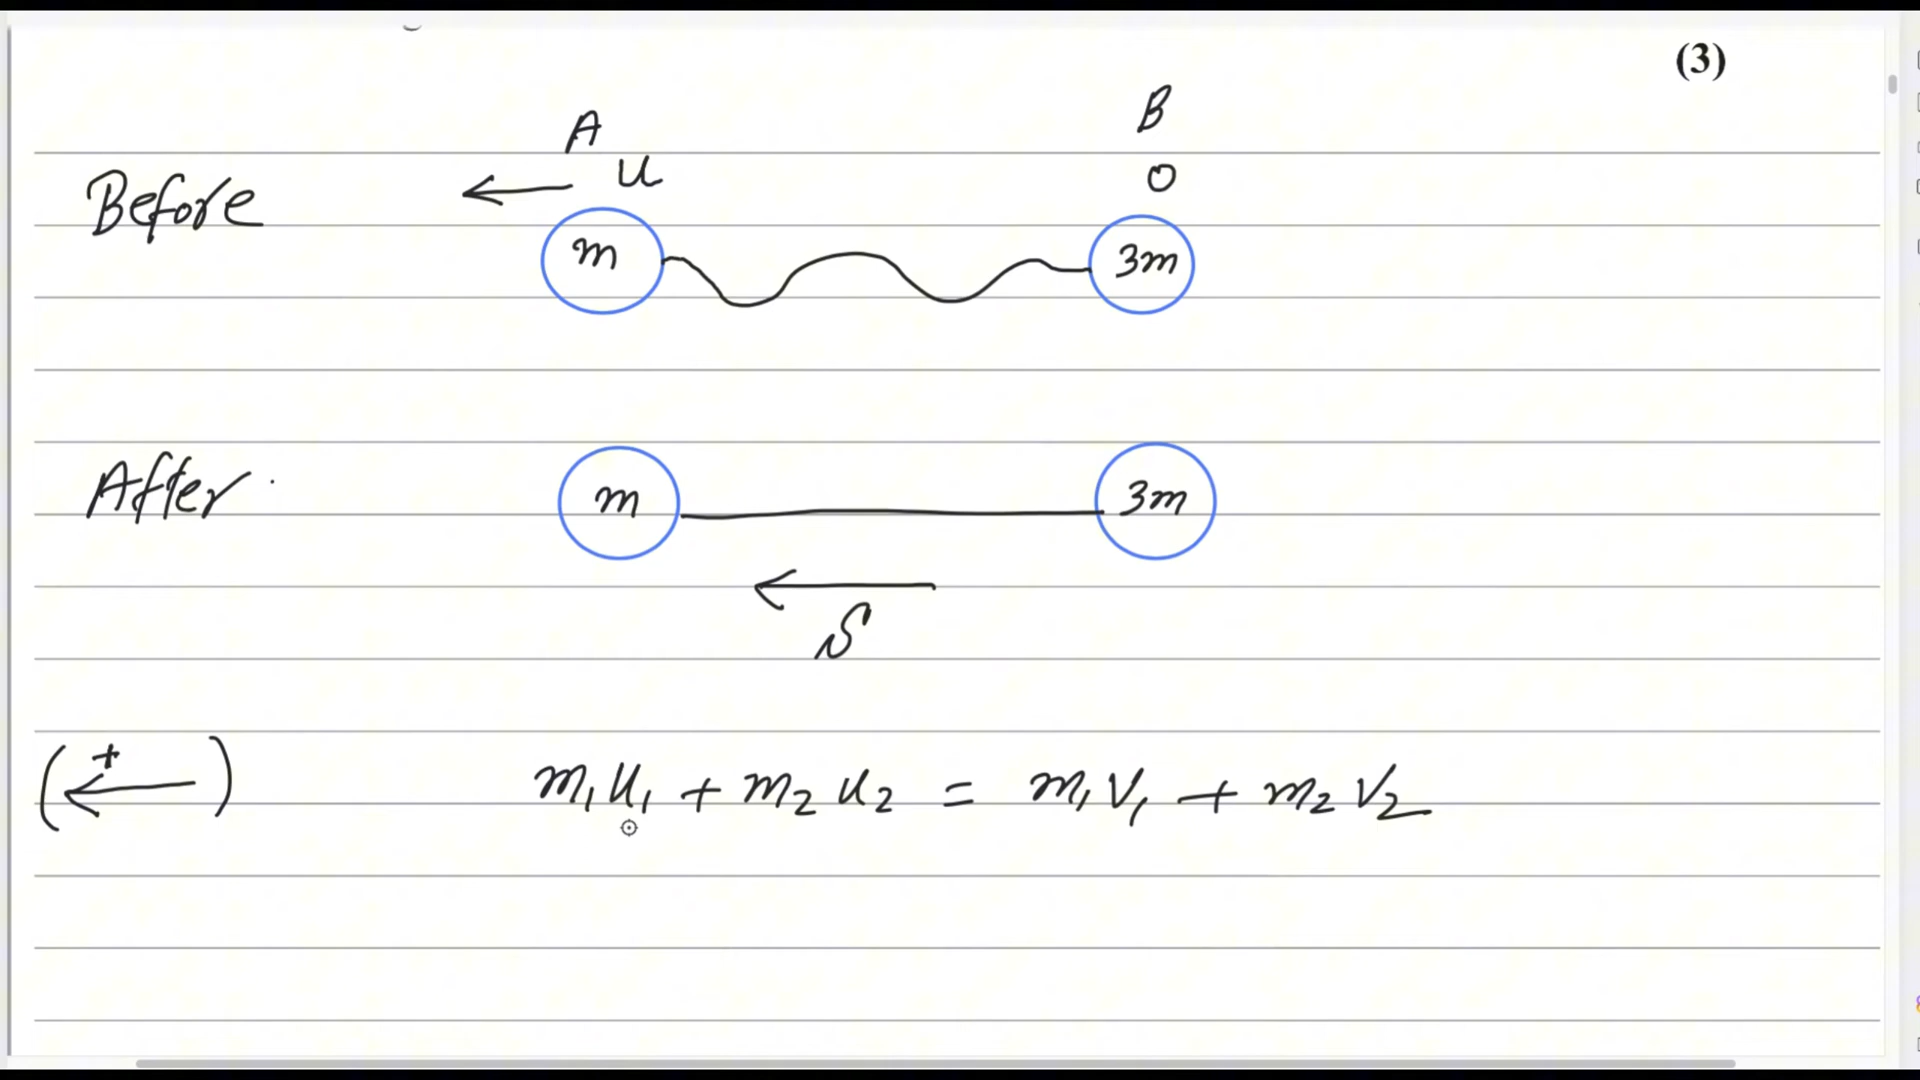 (3)
A B
Before u 0
m 3m
After m 3m
S
(+) m₁u₁ + m₂u₂ = m₁v₁ + m₂v₂